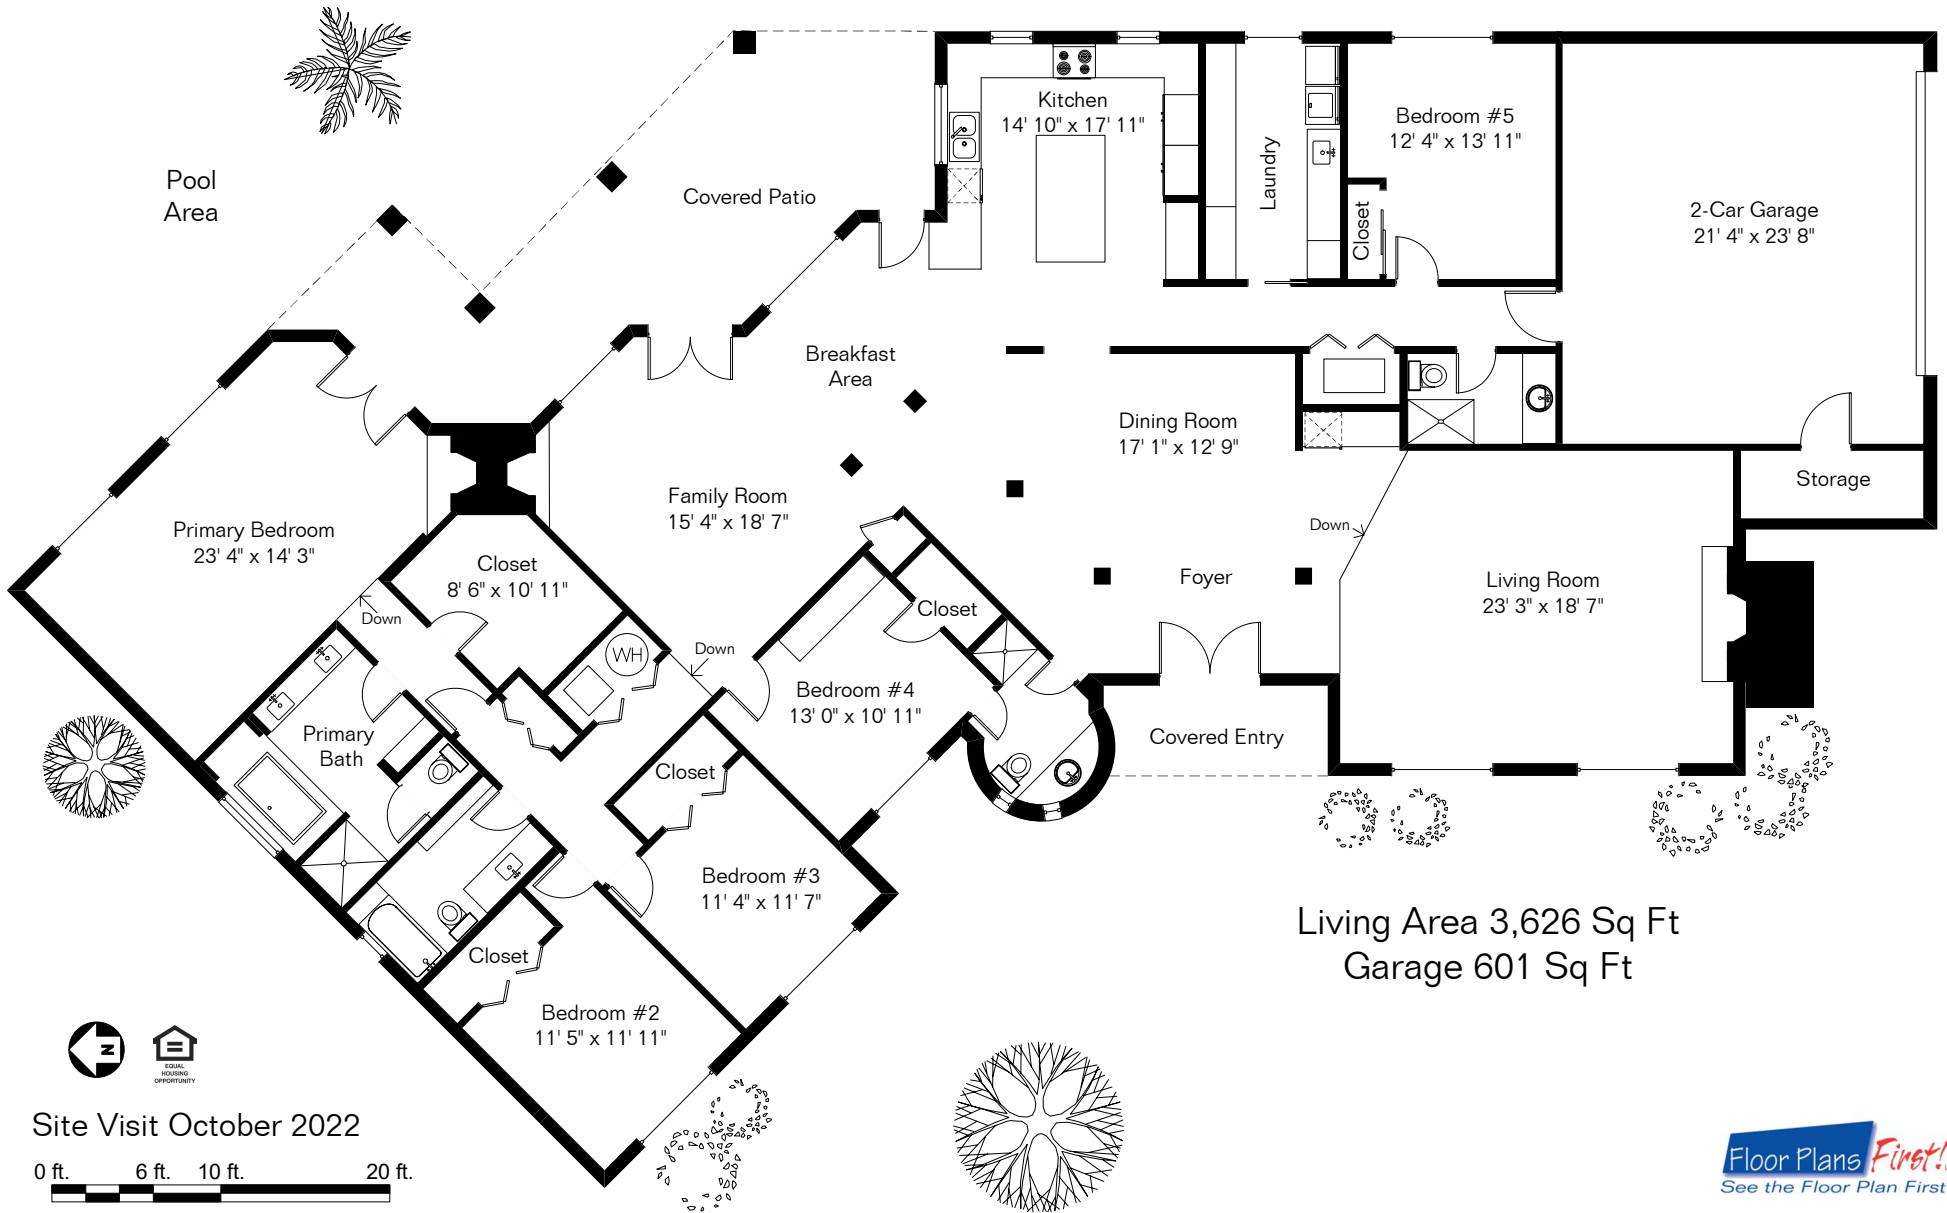 Kitchen
14' 10" x 17' 11"
Laundry
Bedroom #5
12' 4" x 13' 11"
Closet
2-Car Garage
21' 4" x 23' 8"
Pool
Area
Covered Patio
Breakfast
Area
Dining Room
17' 1" x 12' 9"
Storage
Family Room
15' 4" x 18' 7"
Down
Primary Bedroom
23' 4" x 14' 3"
Closet
8' 6" x 10' 11"
Foyer
Living Room
23' 3" x 18' 7"
Down
Closet
WH
Down
Bedroom #4
13' 0" x 10' 11"
Primary
Bath
Covered Entry
Closet
Bedroom #3
11' 4" x 11' 7"
Closet
Bedroom #2
11' 5" x 11' 11"
Living Area 3,626 Sq Ft
Garage 601 Sq Ft
N
EQUAL
HOUSING
OPPORTUNITY
Site Visit October 2022
0 ft. 6 ft. 10 ft. 20 ft.
Floor Plans First!
See the Floor Plan First